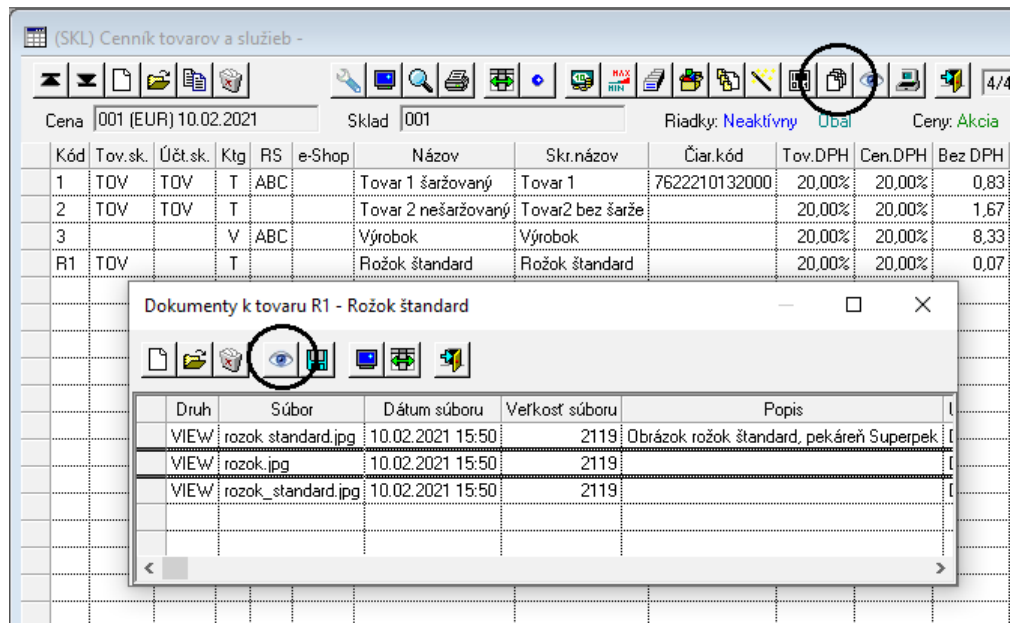 (SKL) Cenník tovarov a služieb -
MAX
MIN
4/4
Cena 001 (EUR) 10.02.2021 Sklad 001 Riadky: Neaktívny Obal Ceny: Akcia
Kód Tov.sk. Účt.sk. Ktg RS e-Shop Názov Skr.názov Čiar.kód Tov.DPH Cen.DPH Bez DPH
1 TOV TOV T ABC Tovar 1 šaržovaný Tovar 1 7622210132000 20,00% 20,00% 0,83
2 TOV TOV T Tovar 2 nešaržovaný Tovar2 bez šarže 20,00% 20,00% 1,67
3 V ABC Výrobok Výrobok 20,00% 20,00% 8,33
R1 TOV T Rožok štandard Rožok štandard 20,00% 20,00% 0,07
Dokumenty k tovaru R1 - Rožok štandard
Druh Súbor Dátum súboru Veľkosť súboru Popis
VIEW rozok standard.jpg 10.02.2021 15:50 2119 Obrázok rožok štandard, pekáreň Superpek
VIEW rozok.jpg 10.02.2021 15:50 2119
VIEW rozok_standard.jpg 10.02.2021 15:50 2119